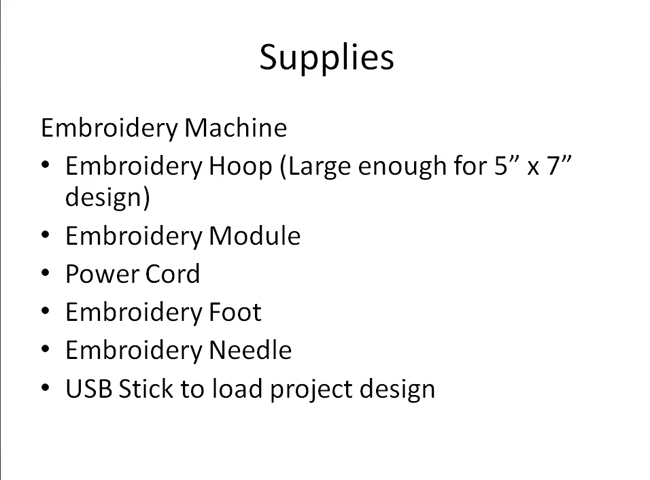 Supplies
Embroidery Machine
• Embroidery Hoop (Large enough for 5” x 7”
design)
• Embroidery Module
• Power Cord
• Embroidery Foot
• Embroidery Needle
• USB Stick to load project design